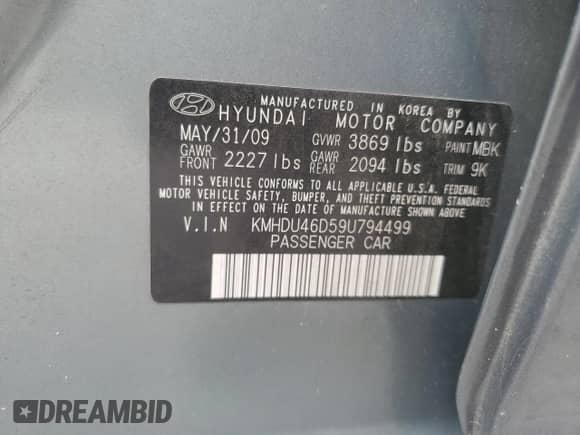 MANUFACTURED IN KOREA BY
HYUNDAI MOTOR COMPANY
MAY/31/09 GVWR 3869 lbs PAINT MBK
GAWR FRONT 2227 lbs GAWR REAR 2094 lbs TRIM 9K
THIS VEHICLE CONFORMS TO ALL APPLICABLE U.S.A. FEDERAL
MOTOR VEHICLE SAFETY, BUMPER, AND THEFT PREVENTION STANDARDS
IN EFFECT ON THE DATE OF MANUFACTURE SHOWN ABOVE
V.I.N KMHDU46D59U794499
PASSENGER CAR
DREAMBID